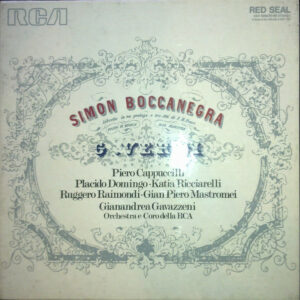 RCA
RED SEAL
SIMON BOCCANEGRA
G. VERDI
Piero Cappuccilli
Placido Domingo · Katia Ricciarelli
Ruggero Raimondi · Gian Piero Mastromei
Gianandrea Gavazzeni
Orchestra e Coro della RCA